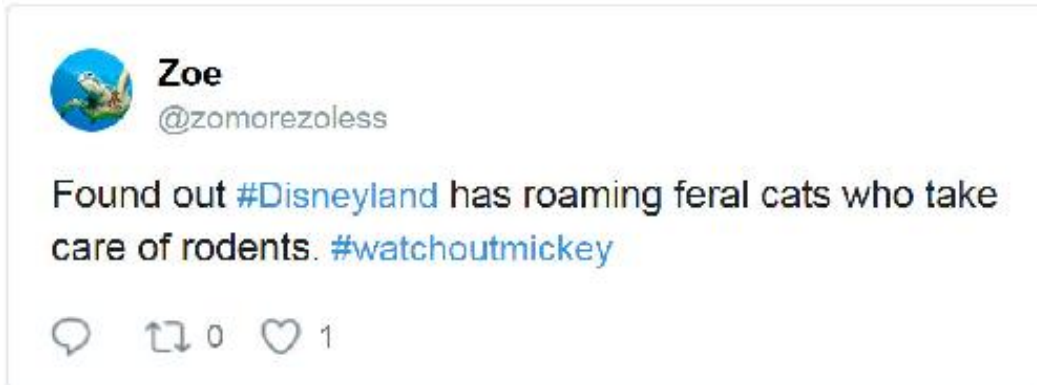 Zoe
@zomorezoless
Found out #Disneyland has roaming feral cats who take
care of rodents. #watchoutmickey
0 1